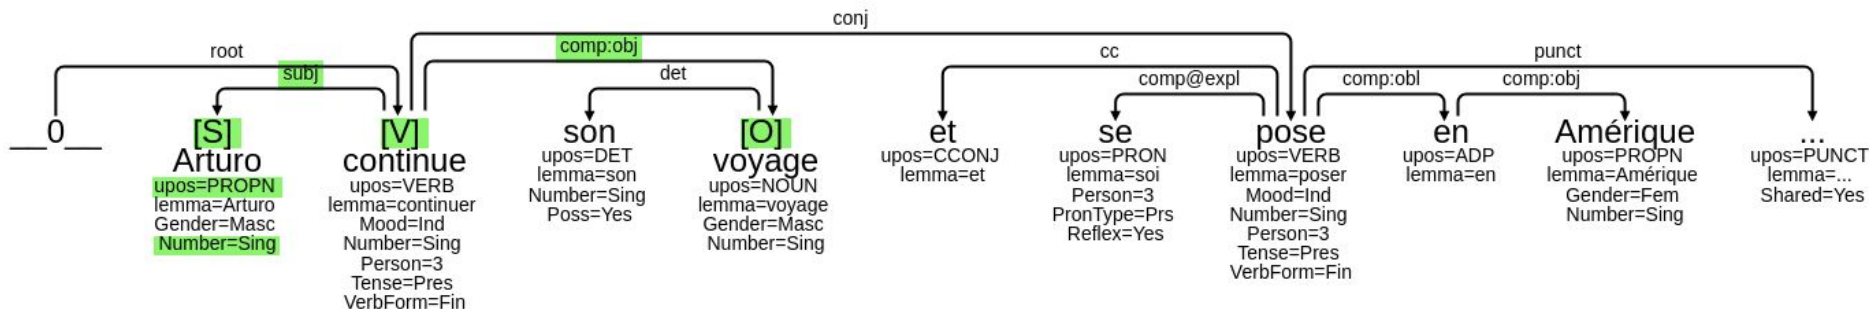 conj
root
comp:obj
cc
punct
subj
det
comp@expl
comp:obl
comp:obj
__0__
[S]
Arturo
upos=PROPN
lemma=Arturo
Gender=Masc
Number=Sing
[V]
continue
upos=VERB
lemma=continuer
Mood=Ind
Number=Sing
Person=3
Tense=Pres
VerbForm=Fin
son
upos=DET
lemma=son
Number=Sing
Poss=Yes
[O]
voyage
upos=NOUN
lemma=voyage
Gender=Masc
Number=Sing
et
upos=CCONJ
lemma=et
se
upos=PRON
lemma=soi
Person=3
PronType=Prs
Reflex=Yes
pose
upos=VERB
lemma=poser
Mood=Ind
Number=Sing
Person=3
Tense=Pres
VerbForm=Fin
en
upos=ADP
lemma=en
Amérique
upos=PROPN
lemma=Amérique
Gender=Fem
Number=Sing
...
upos=PUNCT
lemma=...
Shared=Yes